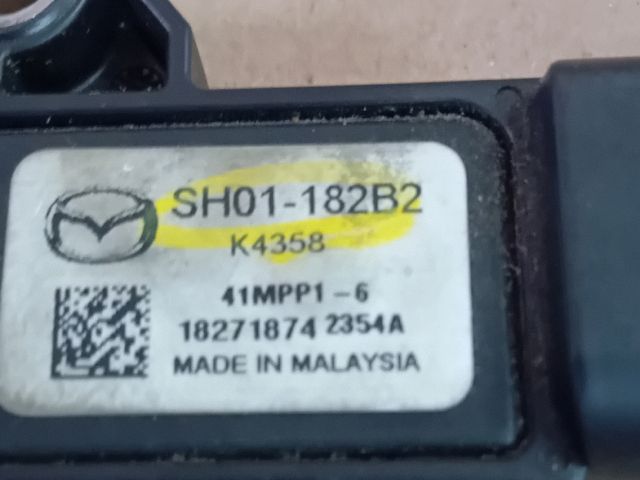 SH01-182B2
K4358
41MPP1-6
18271874 2354A
MADE IN MALAYSIA